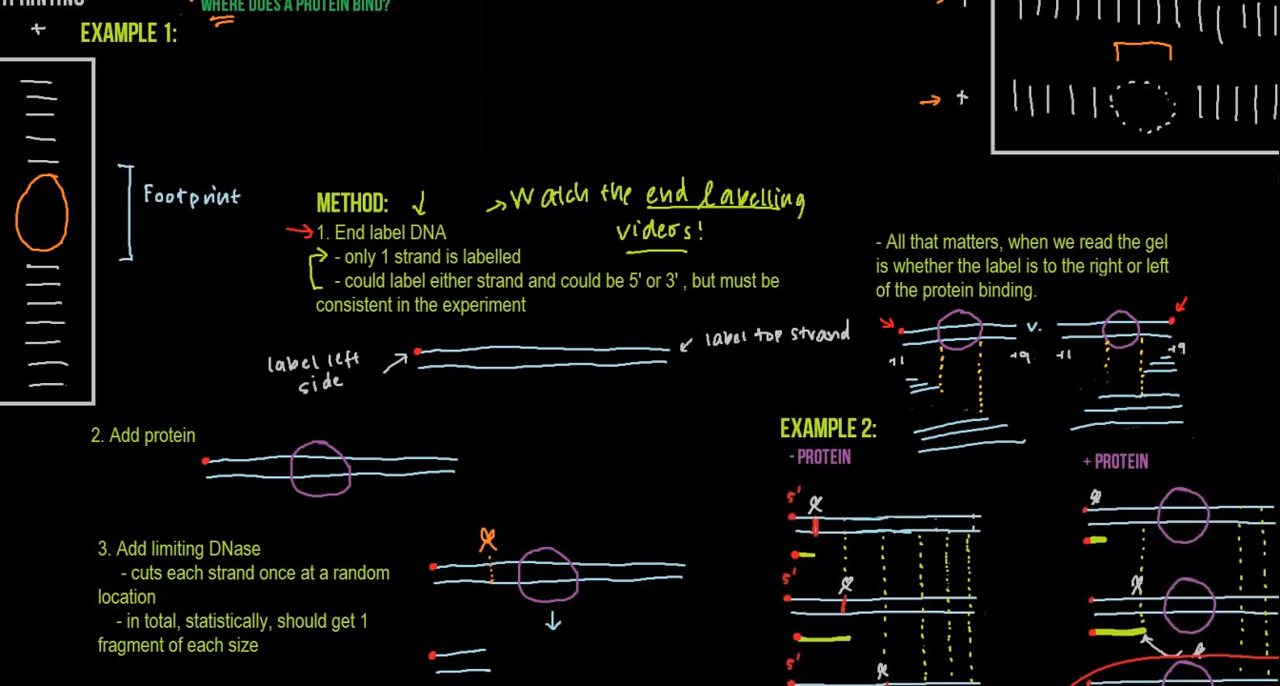 WHERE DOES A PROTEIN BIND?
+ EXAMPLE 1:
→ +
Footprint
METHOD: ↓ → Watch the end labelling
videos!
→ 1. End label DNA
- only 1 strand is labelled
- could label either strand and could be 5' or 3' , but must be
consistent in the experiment
label left
side
label top strand
- All that matters, when we read the gel
is whether the label is to the right or left
of the protein binding.
v.
+1 +9 +1 +9
2. Add protein
3. Add limiting DNase
- cuts each strand once at a random
location
- in total, statistically, should get 1
fragment of each size
EXAMPLE 2:
- PROTEIN
+ PROTEIN
5'
5'
5'